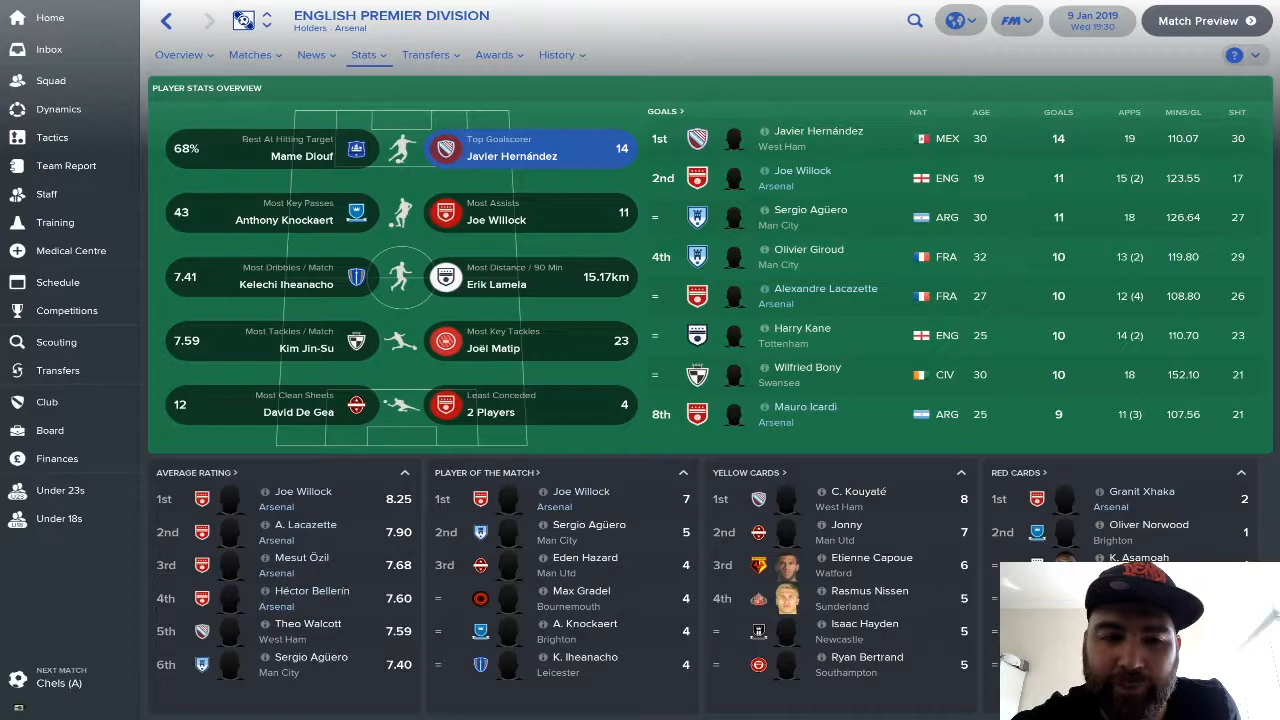 Home
Inbox
Squad
Dynamics
Tactics
Team Report
Staff
Training
Medical Centre
Schedule
Competitions
Scouting
Transfers
Club
Board
Finances
Under 23s
Under 18s
NEXT MATCH
Chels (A)
ENGLISH PREMIER DIVISION
Holders - Arsenal
FM
9 Jan 2019
Wed 19:30
Match Preview
Overview Matches News Stats Transfers Awards History
?
PLAYER STATS OVERVIEW
68% Best At Hitting Target
Mame Diouf
Top Goalscorer
Javier Hernández 14
43 Most Key Passes
Anthony Knockaert
Most Assists
Joe Willock 11
7.41 Most Dribbles / Match
Kelechi Iheanacho
Most Distance / 90 Min
Erik Lamela 15.17km
7.59 Most Tackles / Match
Kim Jin-Su
Most Key Tackles
Joël Matip 23
12 Most Clean Sheets
David De Gea
Least Conceded
2 Players 4
GOALS > NAT AGE GOALS APPS MINS/GL SHT
1st Javier Hernández West Ham MEX 30 14 19 110.07 30
2nd Joe Willock Arsenal ENG 19 11 15 (2) 123.55 17
= Sergio Agüero Man City ARG 30 11 18 126.64 27
4th Olivier Giroud Man City FRA 32 10 13 (2) 119.80 29
= Alexandre Lacazette Arsenal FRA 27 10 12 (4) 108.80 26
= Harry Kane Tottenham ENG 25 10 14 (2) 110.70 23
= Wilfried Bony Swansea CIV 30 10 18 152.10 21
8th Mauro Icardi Arsenal ARG 25 9 11 (3) 107.56 21
AVERAGE RATING >
1st Joe Willock Arsenal 8.25
2nd A. Lacazette Arsenal 7.90
3rd Mesut Özil Arsenal 7.68
4th Héctor Bellerín Arsenal 7.60
5th Theo Walcott West Ham 7.59
6th Sergio Agüero Man City 7.40
PLAYER OF THE MATCH >
1st Joe Willock Arsenal 7
2nd Sergio Agüero Man City 5
3rd Eden Hazard Man Utd 4
= Max Gradel Bournemouth 4
= A. Knockaert Brighton 4
= K. Iheanacho Leicester 4
YELLOW CARDS >
1st C. Kouyaté West Ham 8
2nd Jonny Man Utd 7
3rd Etienne Capoue Watford 6
4th Rasmus Nissen Sunderland 5
= Isaac Hayden Newcastle 5
= Ryan Bertrand Southampton 5
RED CARDS >
1st Granit Xhaka Arsenal 2
2nd Oliver Norwood Brighton 1
= K. Asamoah